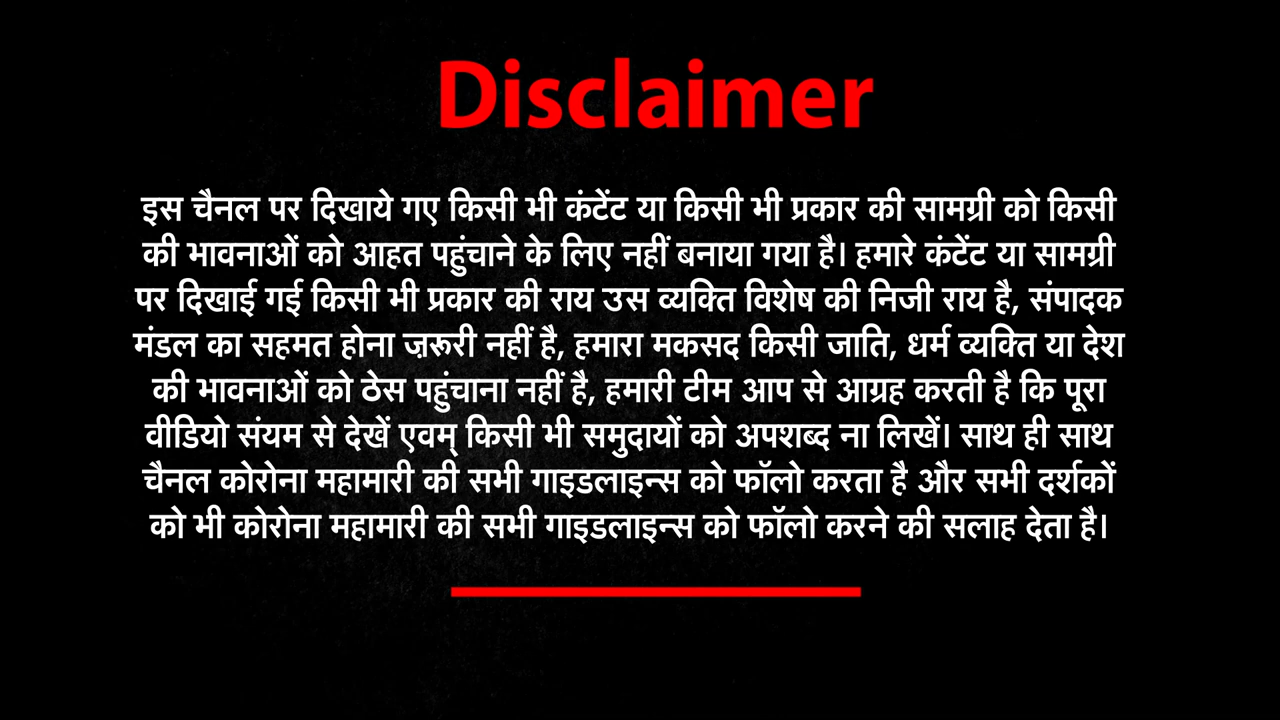 Disclaimer
इस चैनल पर दिखाये गए किसी भी कंटेंट या किसी भी प्रकार की सामग्री को किसी
की भावनाओं को आहत पहुंचाने के लिए नहीं बनाया गया है। हमारे कंटेंट या सामग्री
पर दिखाई गई किसी भी प्रकार की राय उस व्यक्ति विशेष की निजी राय है, संपादक
मंडल का सहमत होना ज़रूरी नहीं है, हमारा मकसद किसी जाति, धर्म व्यक्ति या देश
की भावनाओं को ठेस पहुंचाना नहीं है, हमारी टीम आप से आग्रह करती है कि पूरा
वीडियो संयम से देखें एवम् किसी भी समुदायों को अपशब्द ना लिखें। साथ ही साथ
चैनल कोरोना महामारी की सभी गाइडलाइन्स को फॉलो करता है और सभी दर्शकों
को भी कोरोना महामारी की सभी गाइडलाइन्स को फॉलो करने की सलाह देता है।